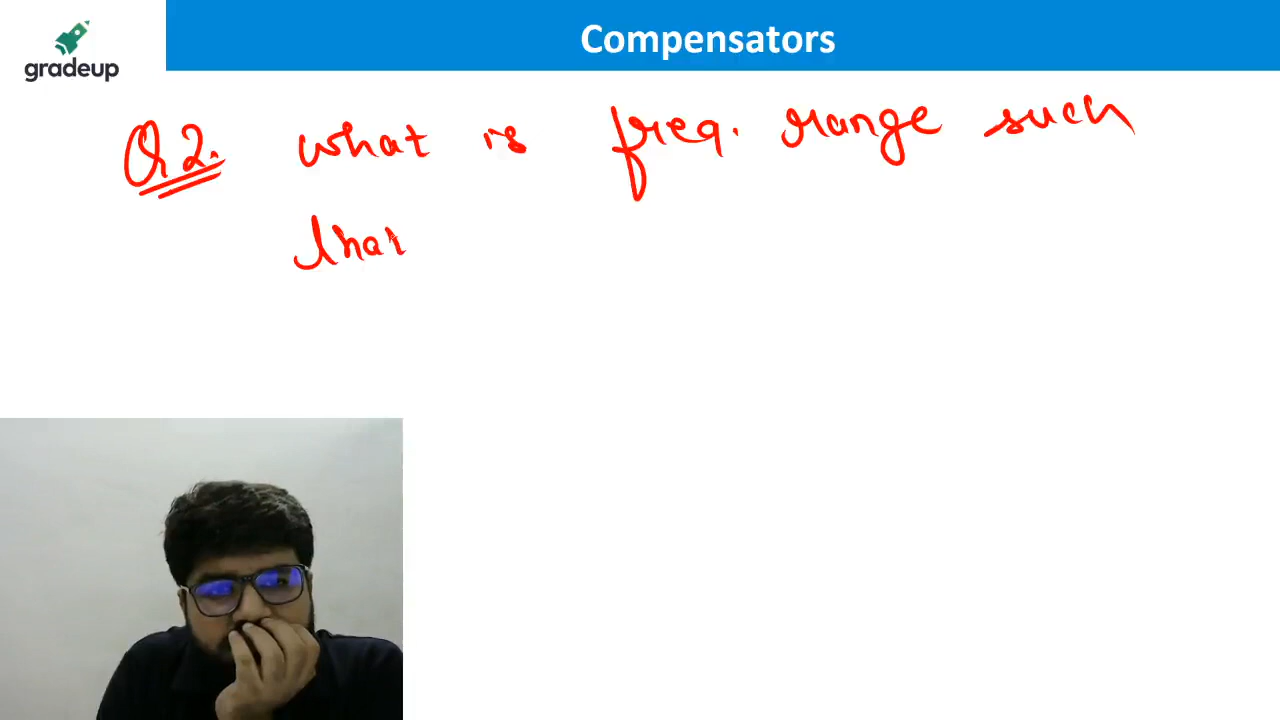 Compensators
gradeup
Q2. What is freq. range such
that